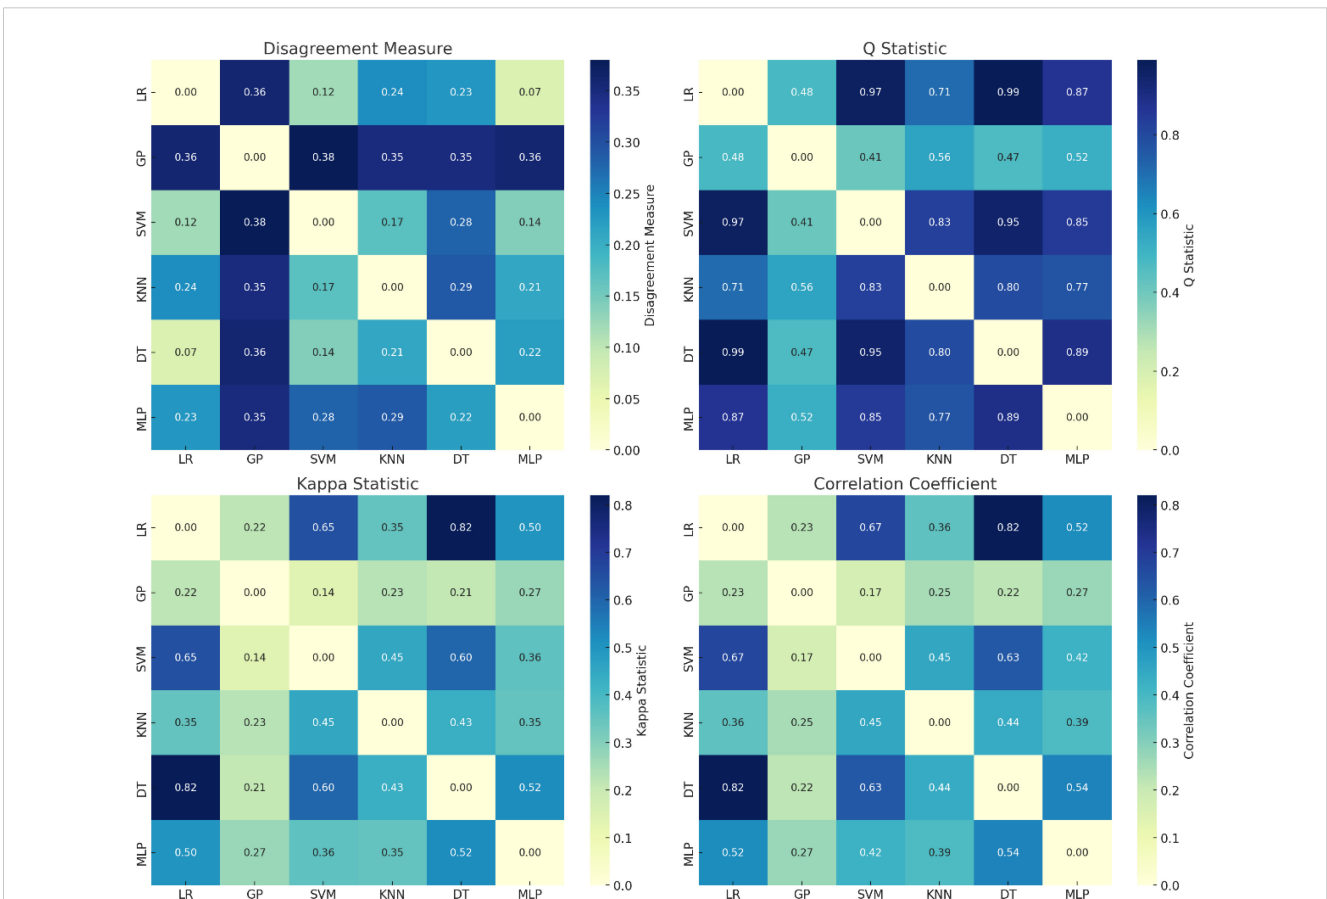 Disagreement Measure
LR 0.00 0.36 0.12 0.24 0.23 0.07
GP 0.36 0.00 0.38 0.35 0.35 0.36
SVM 0.12 0.38 0.00 0.17 0.28 0.14
KNN 0.24 0.35 0.17 0.00 0.29 0.21
DT 0.07 0.36 0.14 0.21 0.00 0.22
MLP 0.23 0.35 0.28 0.29 0.22 0.00
LR GP SVM KNN DT MLP
0.35
0.30
0.25
0.20
0.15
0.10
0.05
0.00
Disagreement Measure
Q Statistic
LR 0.00 0.48 0.97 0.71 0.99 0.87
GP 0.48 0.00 0.41 0.56 0.47 0.52
SVM 0.97 0.41 0.00 0.83 0.95 0.85
KNN 0.71 0.56 0.83 0.00 0.80 0.77
DT 0.99 0.47 0.95 0.80 0.00 0.89
MLP 0.87 0.52 0.85 0.77 0.89 0.00
LR GP SVM KNN DT MLP
0.8
0.6
0.4
0.2
0.0
Q Statistic
Kappa Statistic
LR 0.00 0.22 0.65 0.35 0.82 0.50
GP 0.22 0.00 0.14 0.23 0.21 0.27
SVM 0.65 0.14 0.00 0.45 0.60 0.36
KNN 0.35 0.23 0.45 0.00 0.43 0.35
DT 0.82 0.21 0.60 0.43 0.00 0.52
MLP 0.50 0.27 0.36 0.35 0.52 0.00
LR GP SVM KNN DT MLP
0.8
0.7
0.6
0.5
0.4
0.3
0.2
0.1
0.0
Kappa Statistic
Correlation Coefficient
LR 0.00 0.23 0.67 0.36 0.82 0.52
GP 0.23 0.00 0.17 0.25 0.22 0.27
SVM 0.67 0.17 0.00 0.45 0.63 0.42
KNN 0.36 0.25 0.45 0.00 0.44 0.39
DT 0.82 0.22 0.63 0.44 0.00 0.54
MLP 0.52 0.27 0.42 0.39 0.54 0.00
LR GP SVM KNN DT MLP
0.8
0.7
0.6
0.5
0.4
0.3
0.2
0.1
0.0
Correlation Coefficient